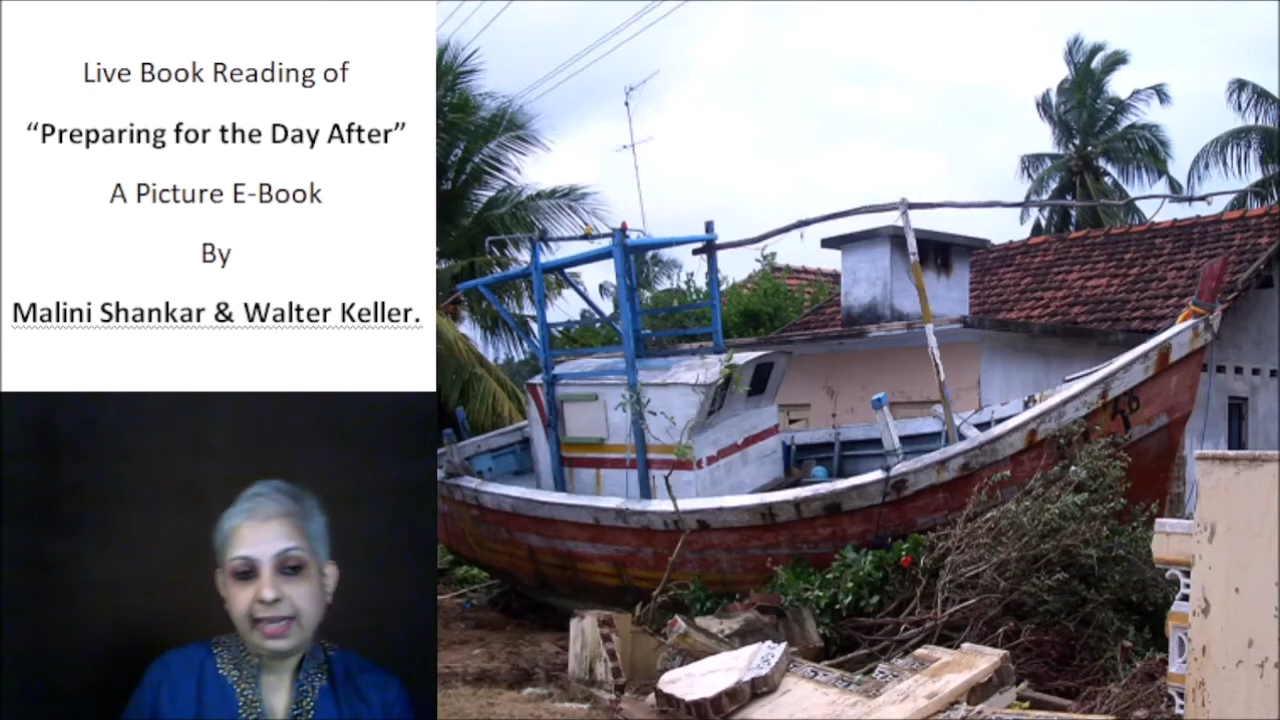 Live Book Reading of
“Preparing for the Day After”
A Picture E-Book
By
Malini Shankar & Walter Keller.